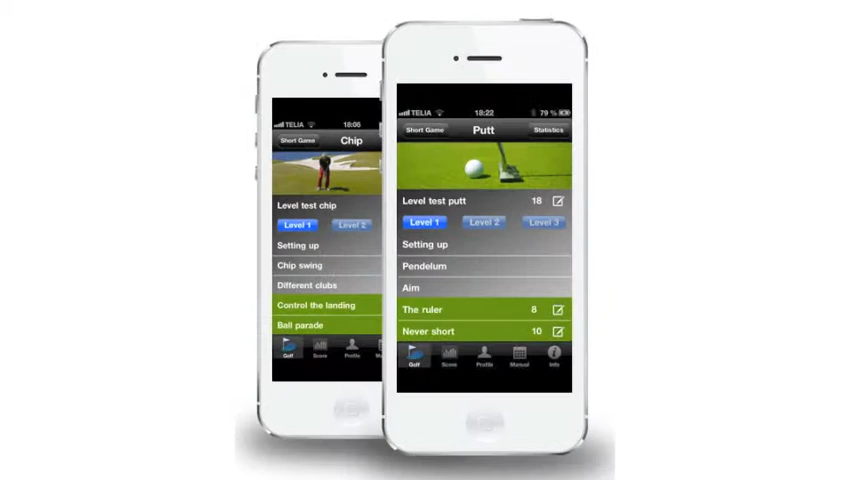 TELIA 18:06
Short Game Chip
Level test chip
Level 1 Level 2
Setting up
Chip swing
Different clubs
Control the landing
Ball parade
Golf Score Profile
TELIA 18:22 79 %
Short Game Putt Statistics
Level test putt 18
Level 1 Level 2 Level 3
Setting up
Pendelum
Aim
The ruler 8
Never short 10
Golf Score Profile Manual Info